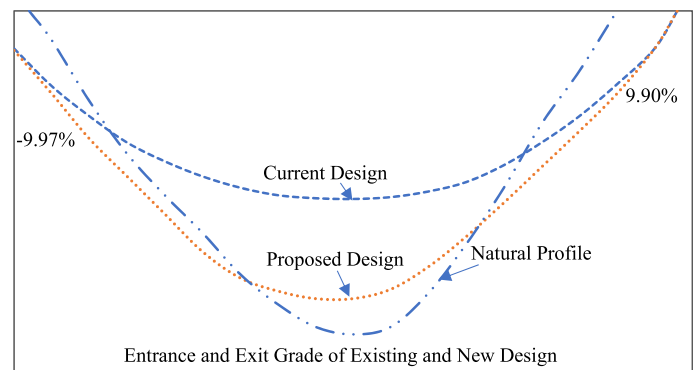 9.90%
-9.97%
Current Design
Proposed Design
Natural Profile
Entrance and Exit Grade of Existing and New Design